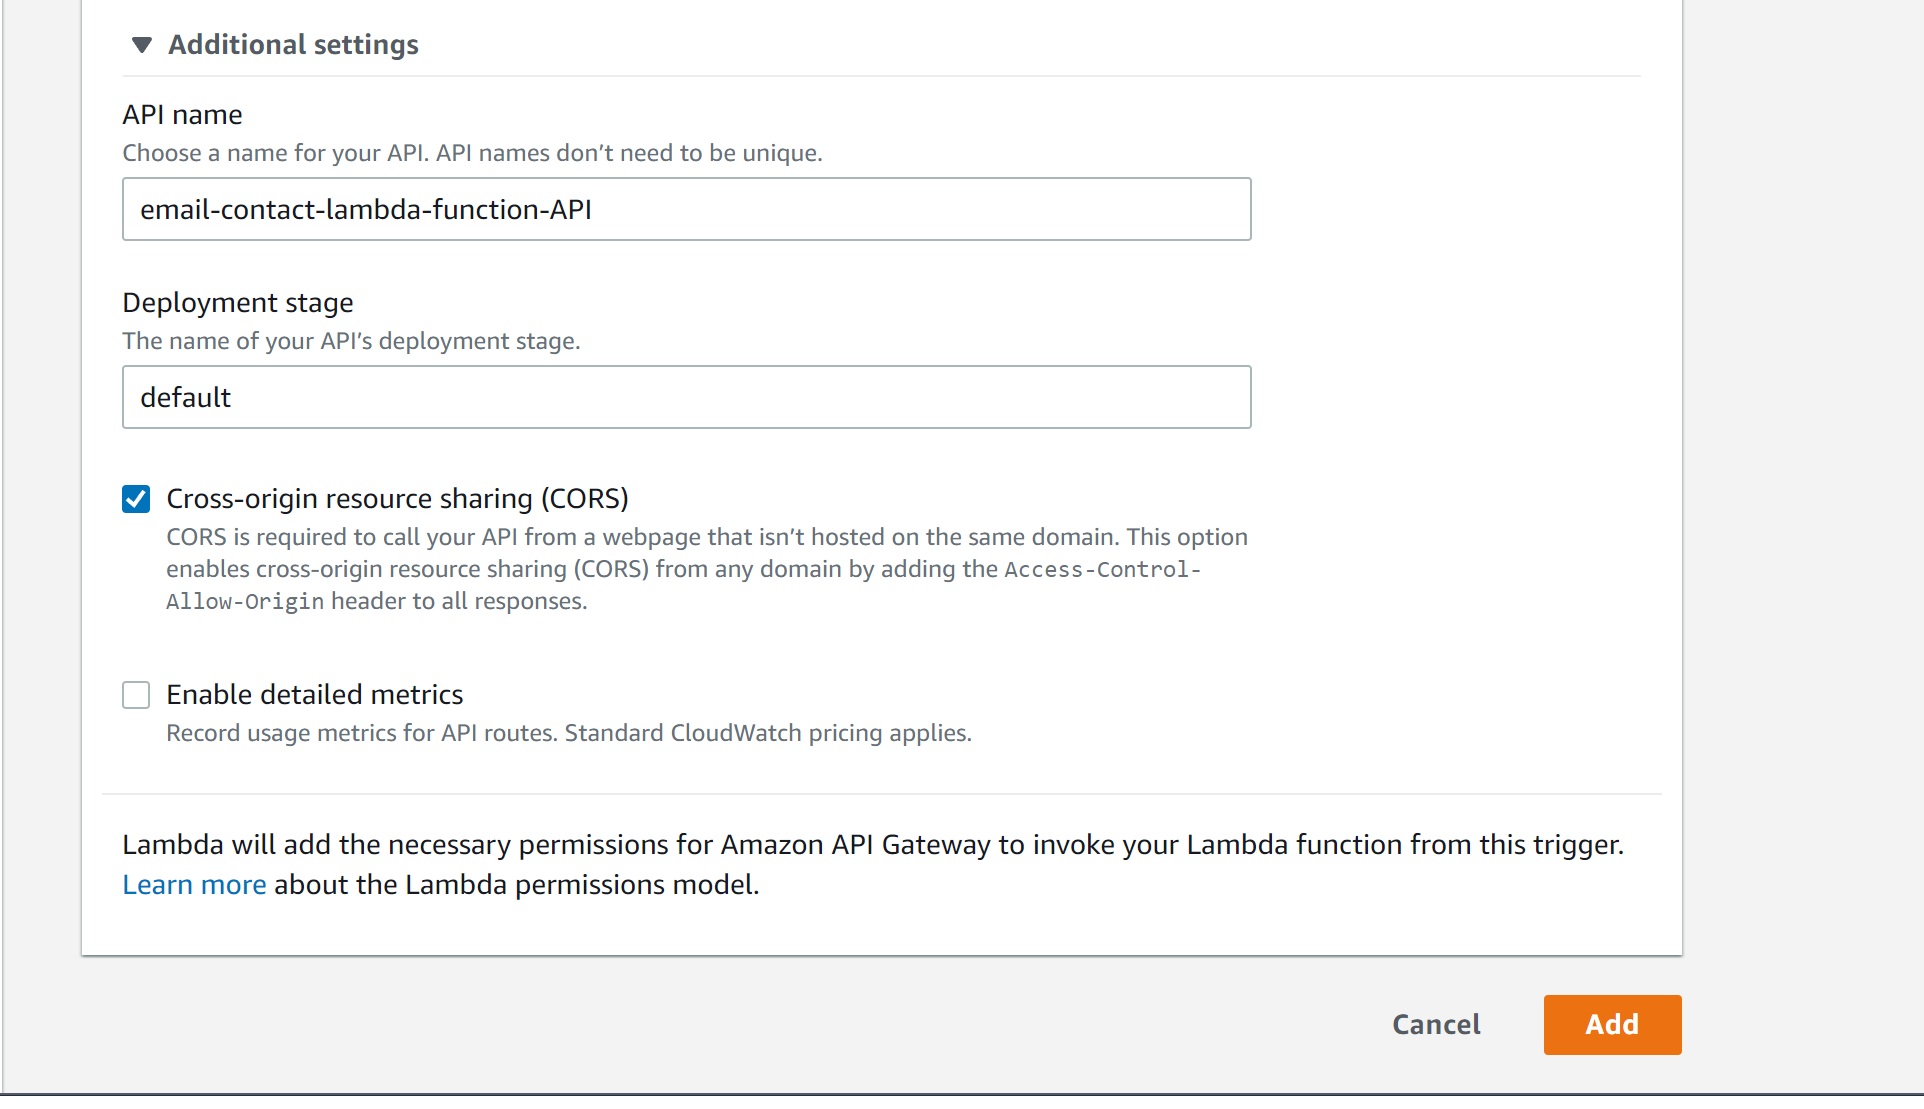 Additional settings
API name
Choose a name for your API. API names don’t need to be unique.
email-contact-lambda-function-API
Deployment stage
The name of your API’s deployment stage.
default
Cross-origin resource sharing (CORS)
CORS is required to call your API from a webpage that isn’t hosted on the same domain. This option
enables cross-origin resource sharing (CORS) from any domain by adding the Access-Control-
Allow-Origin header to all responses.
Enable detailed metrics
Record usage metrics for API routes. Standard CloudWatch pricing applies.
Lambda will add the necessary permissions for Amazon API Gateway to invoke your Lambda function from this trigger.
Learn more about the Lambda permissions model.
Cancel
Add